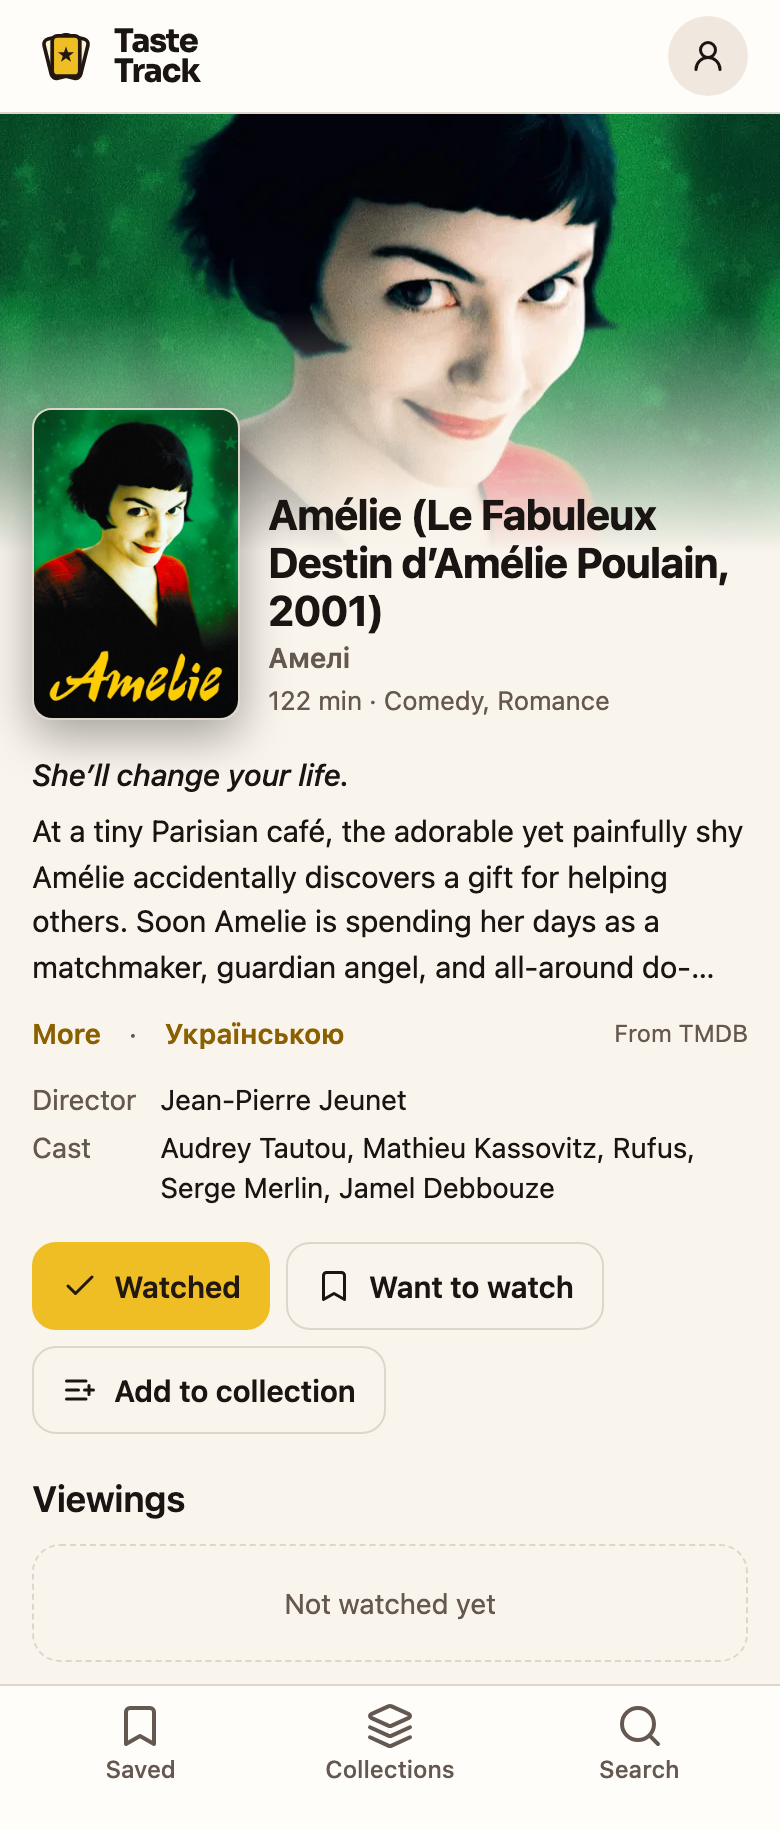 Taste
Track
Amelie
Amélie (Le Fabuleux
Destin d’Amélie Poulain,
2001)
Амелі
122 min · Comedy, Romance
She’ll change your life.
At a tiny Parisian café, the adorable yet painfully shy
Amélie accidentally discovers a gift for helping
others. Soon Amelie is spending her days as a
matchmaker, guardian angel, and all-around do-...
More · Українською From TMDB
Director Jean-Pierre Jeunet
Cast Audrey Tautou, Mathieu Kassovitz, Rufus,
Serge Merlin, Jamel Debbouze
Watched Want to watch
Add to collection
Viewings
Not watched yet
Saved Collections Search